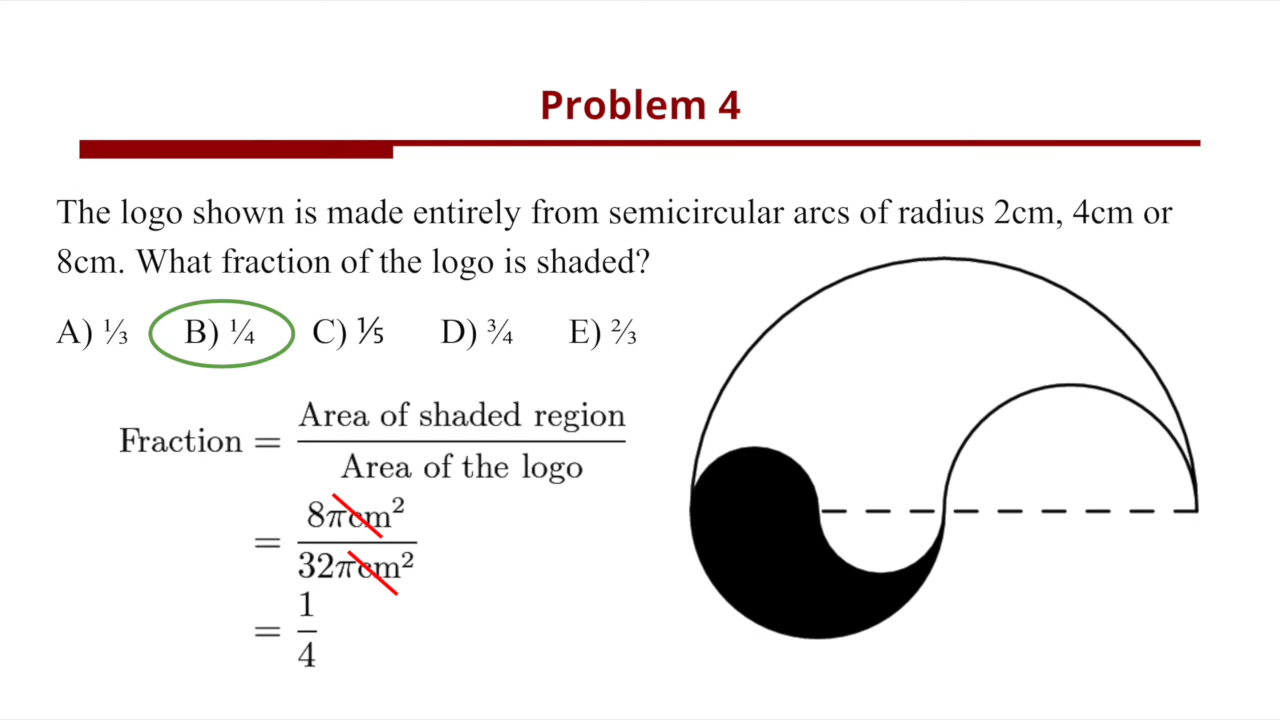 Problem 4
The logo shown is made entirely from semicircular arcs of radius 2cm, 4cm or
8cm. What fraction of the logo is shaded?
A) ⅓ B) ¼ C) ⅕ D) ¾ E) ⅔
Fraction = Area of shaded region / Area of the logo
= 8πcm² / 32πcm²
= 1 / 4